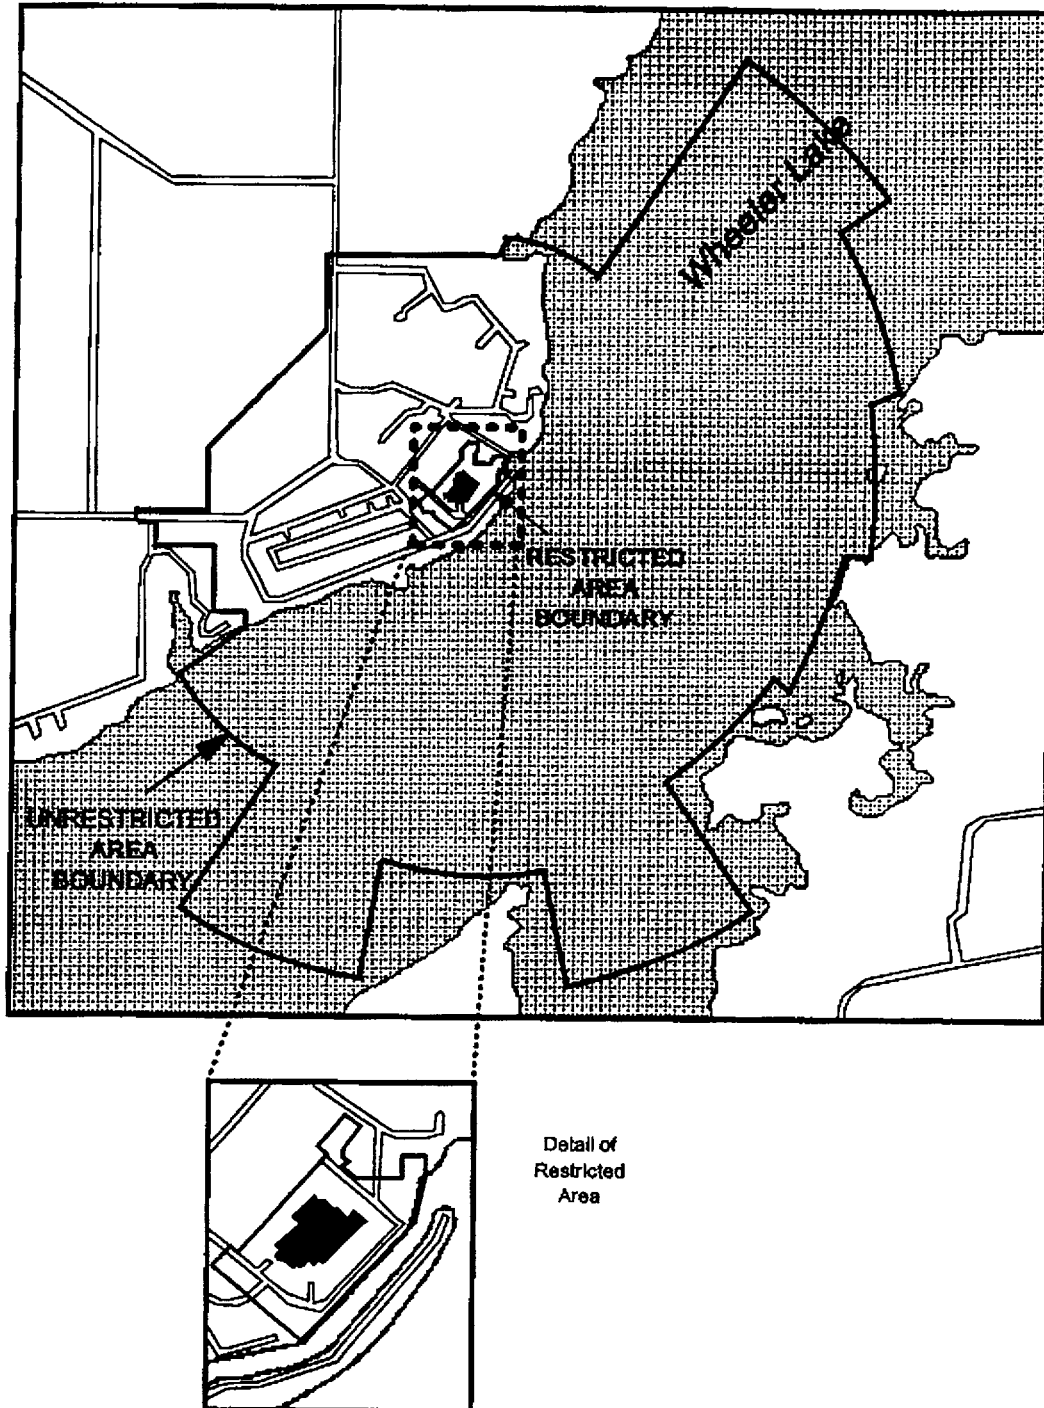 Wheeler Lake
RESTRICTED
AREA
BOUNDARY
UNRESTRICTED
AREA
BOUNDARY
Detail of
Restricted
Area